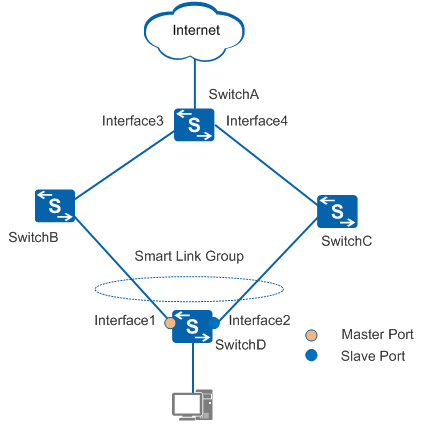 Internet
SwitchA
Interface3
Interface4
S
S
S
SwitchB
SwitchC
Smart Link Group
Interface1
Interface2
S
SwitchD
Master Port
Slave Port